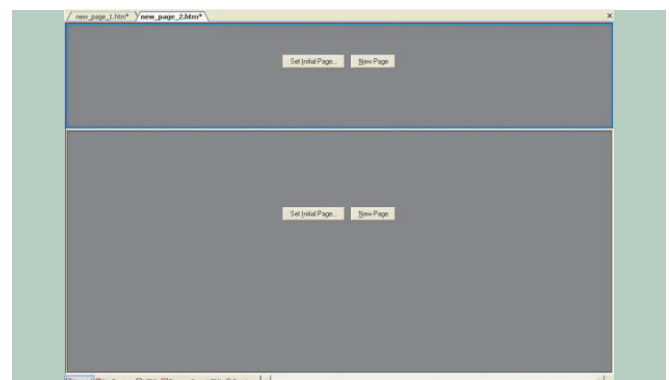 new_page_1.htm* new_page_2.htm*
Set Initial Page... New Page
Set Initial Page... New Page